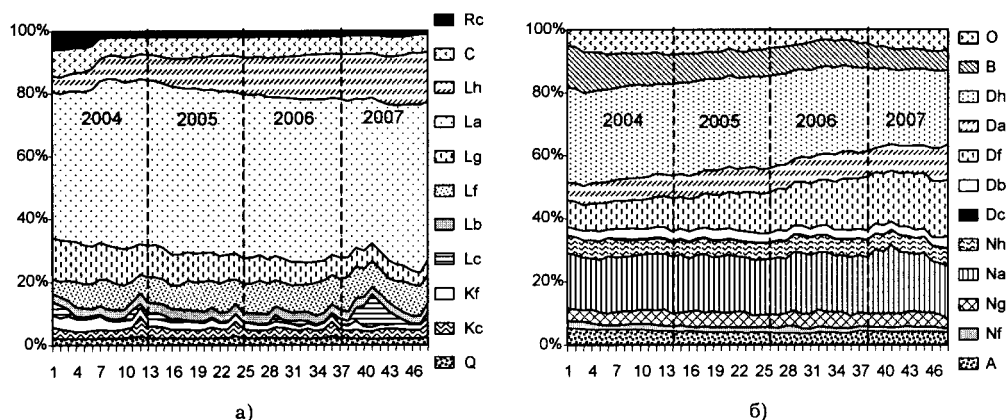 100%
80%
60%
40%
20%
0%
2004
2005
2006
2007
1 4 7 10 13 16 19 22 25 28 31 34 37 40 43 46
Rc
C
Lh
La
Lg
Lf
Lb
Lc
Kf
Kc
Q
а)
100%
80%
60%
40%
20%
0%
2004
2005
2006
2007
1 4 7 10 13 16 19 22 25 28 31 34 37 40 43 46
O
B
Dh
Da
Df
Db
Dc
Nh
Na
Ng
Nf
A
б)